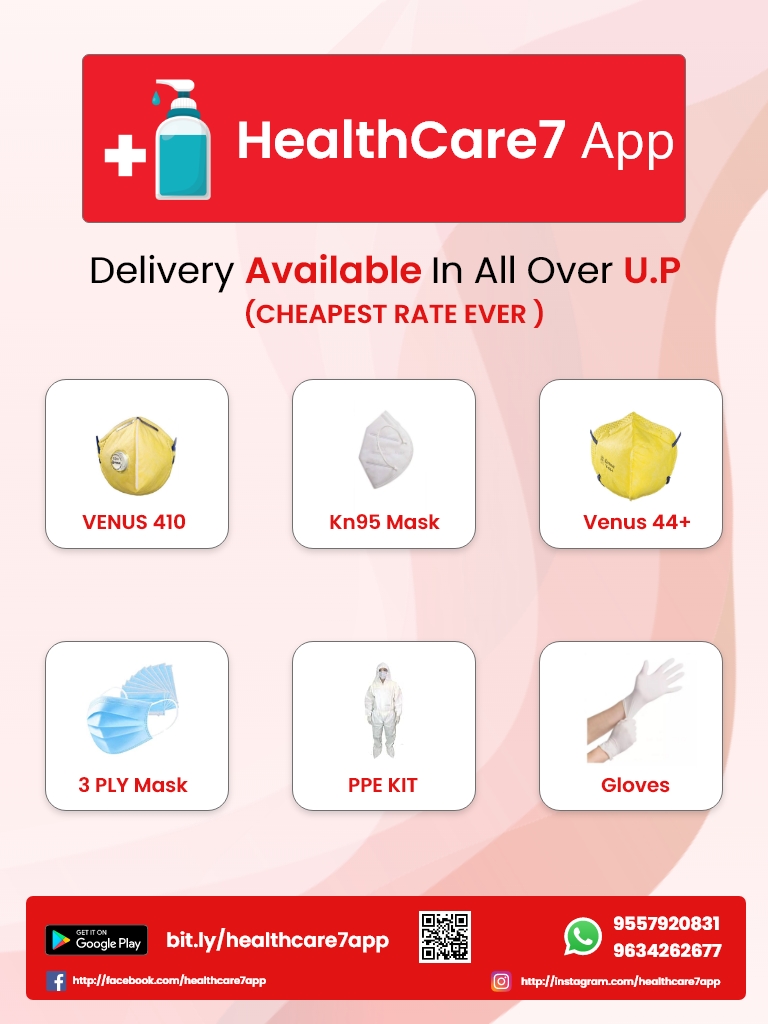 HealthCare7 App
Delivery Available In All Over U.P
(CHEAPEST RATE EVER )
VENUS 410
Kn95 Mask
Venus 44+
3 PLY Mask
PPE KIT
Gloves
GET IT ON
Google Play
bit.ly/healthcare7app
9557920831
9634262677
http://facebook.com/healthcare7app
http://instagram.com/healthcare7app